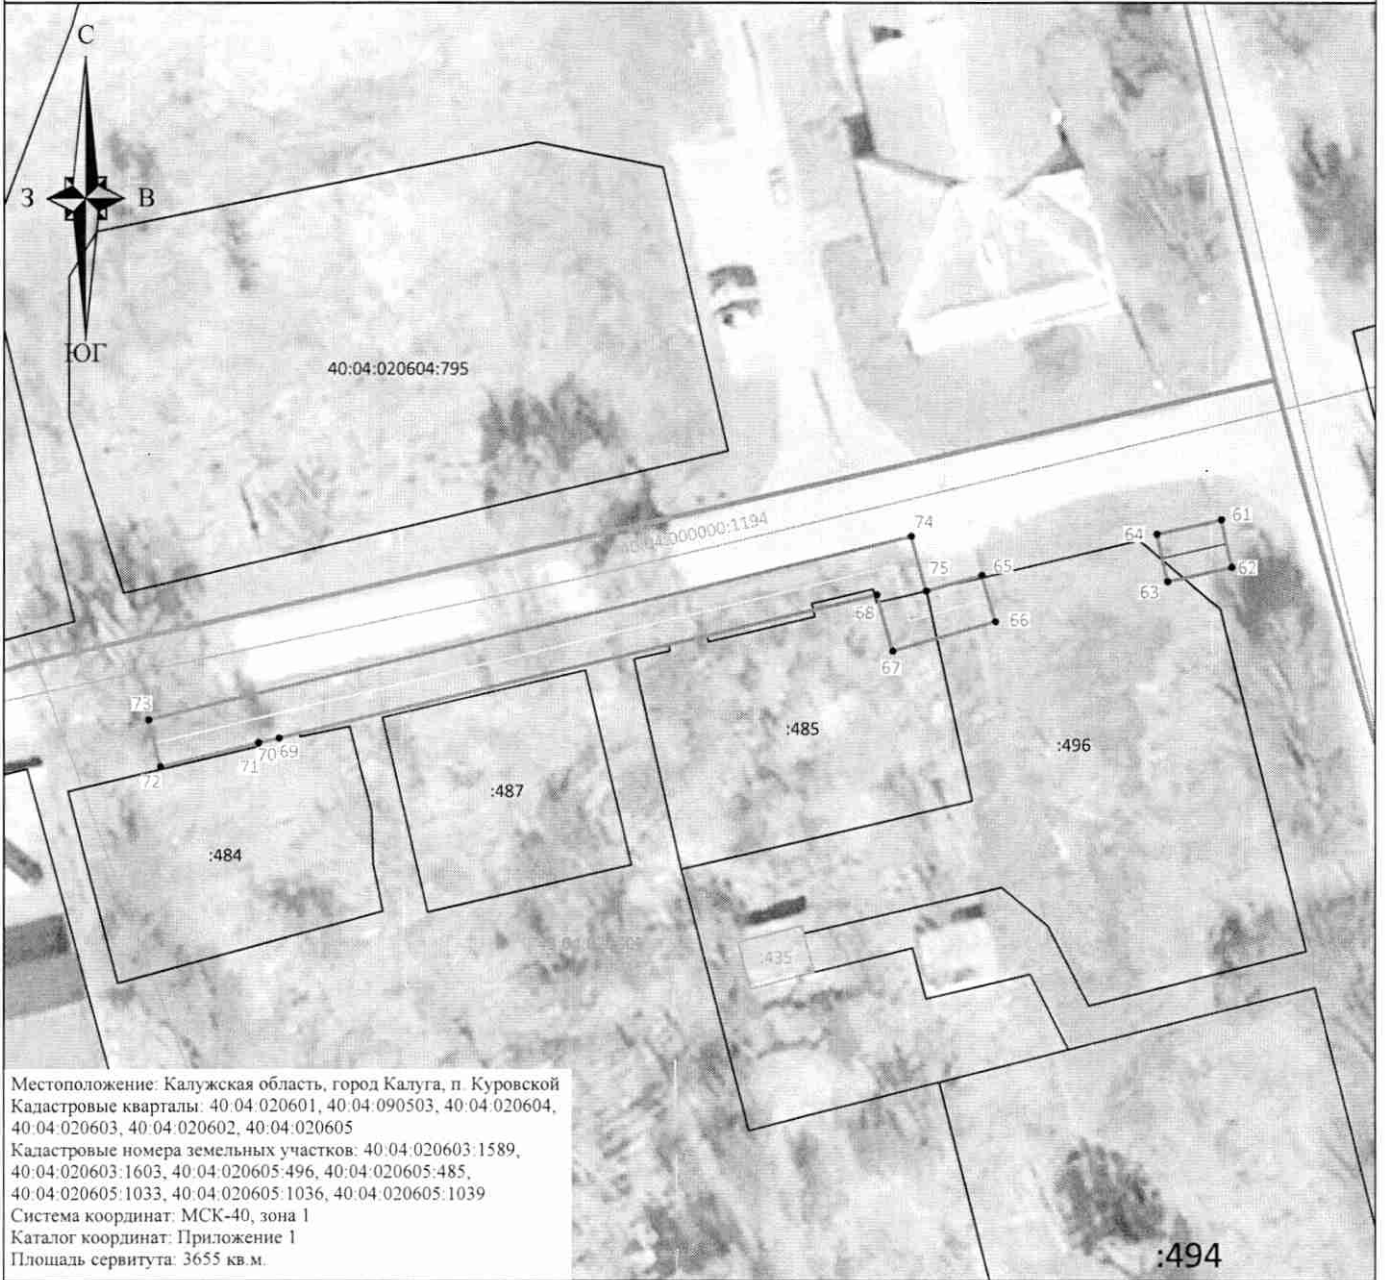 С
З
В
ЮГ
40:04:020604:795
40:04:000000:1194
74
61
64
75
65
62
63
68
66
67
73
:485
:496
70 69
71
72
:487
:484
:435
Местоположение: Калужская область, город Калуга, п. Куровской
Кадастровые кварталы: 40:04:020601, 40:04:090503, 40:04:020604,
40:04:020603, 40:04:020602, 40:04:020605
Кадастровые номера земельных участков: 40:04:020603:1589,
40:04:020603:1603, 40:04:020605:496, 40:04:020605:485,
40:04:020605:1033, 40:04:020605:1036, 40:04:020605:1039
Система координат: МСК-40, зона 1
Каталог координат: Приложение 1
Площадь сервитута: 3655 кв.м.
:494